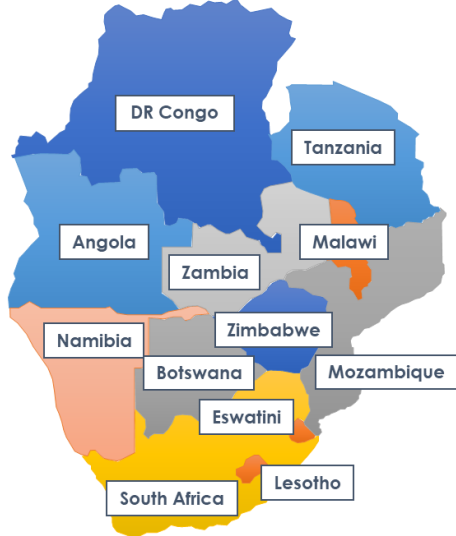 DR Congo
Tanzania
Angola
Malawi
Zambia
Zimbabwe
Namibia
Botswana
Mozambique
Eswatini
Lesotho
South Africa